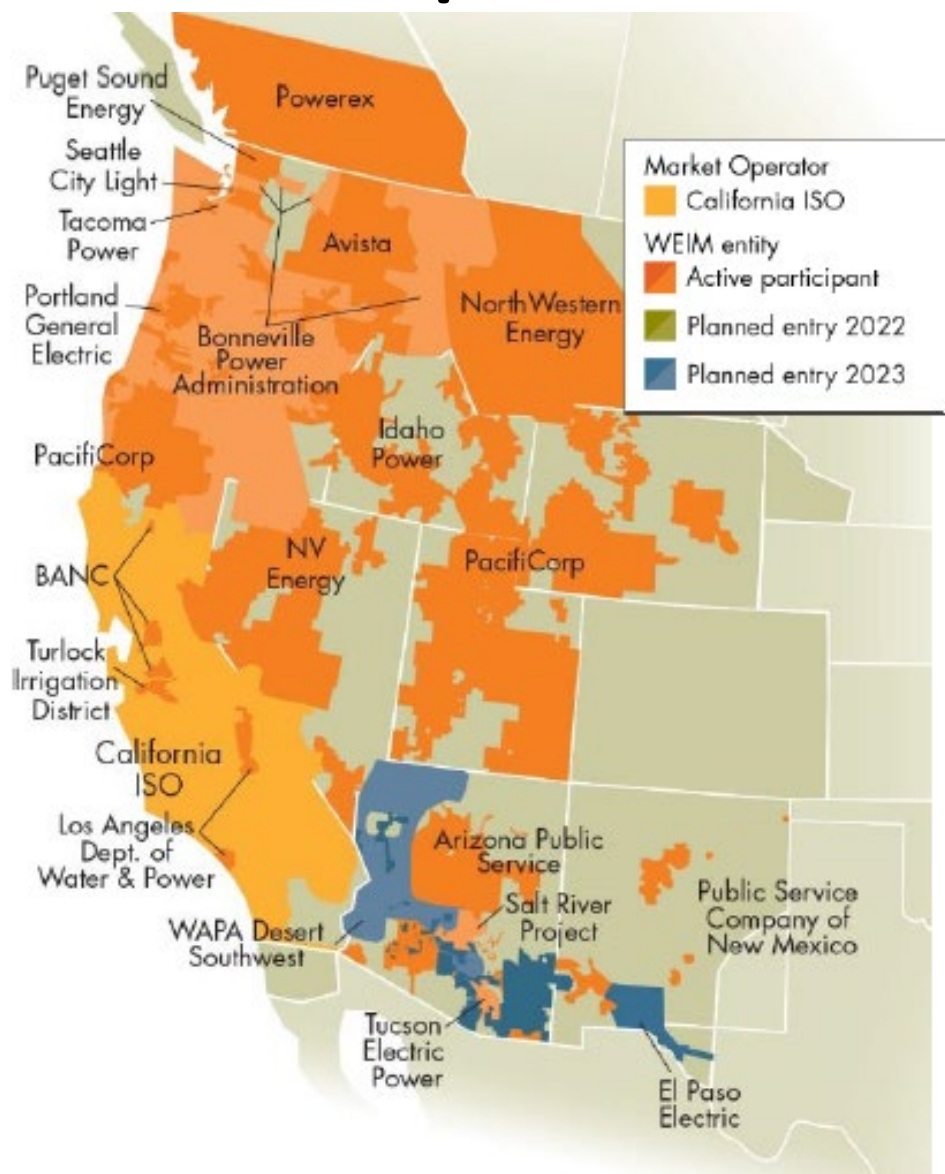 Powerex
Puget Sound
Energy
Seattle
City Light
Tacoma
Power
Portland
General
Electric
Avista
Bonneville
Power
Administration
NorthWestern
Energy
Market Operator
California ISO
WEIM entity
Active participant
Planned entry 2022
Planned entry 2023
PacifiCorp
Idaho
Power
NV
Energy
PacifiCorp
BANC
Turlock
Irrigation
District
California
ISO
Los Angeles
Dept. of
Water & Power
Arizona Public
Service
Salt River
Project
Public Service
Company of
New Mexico
WAPA Desert
Southwest
Tucson
Electric
Power
El Paso
Electric